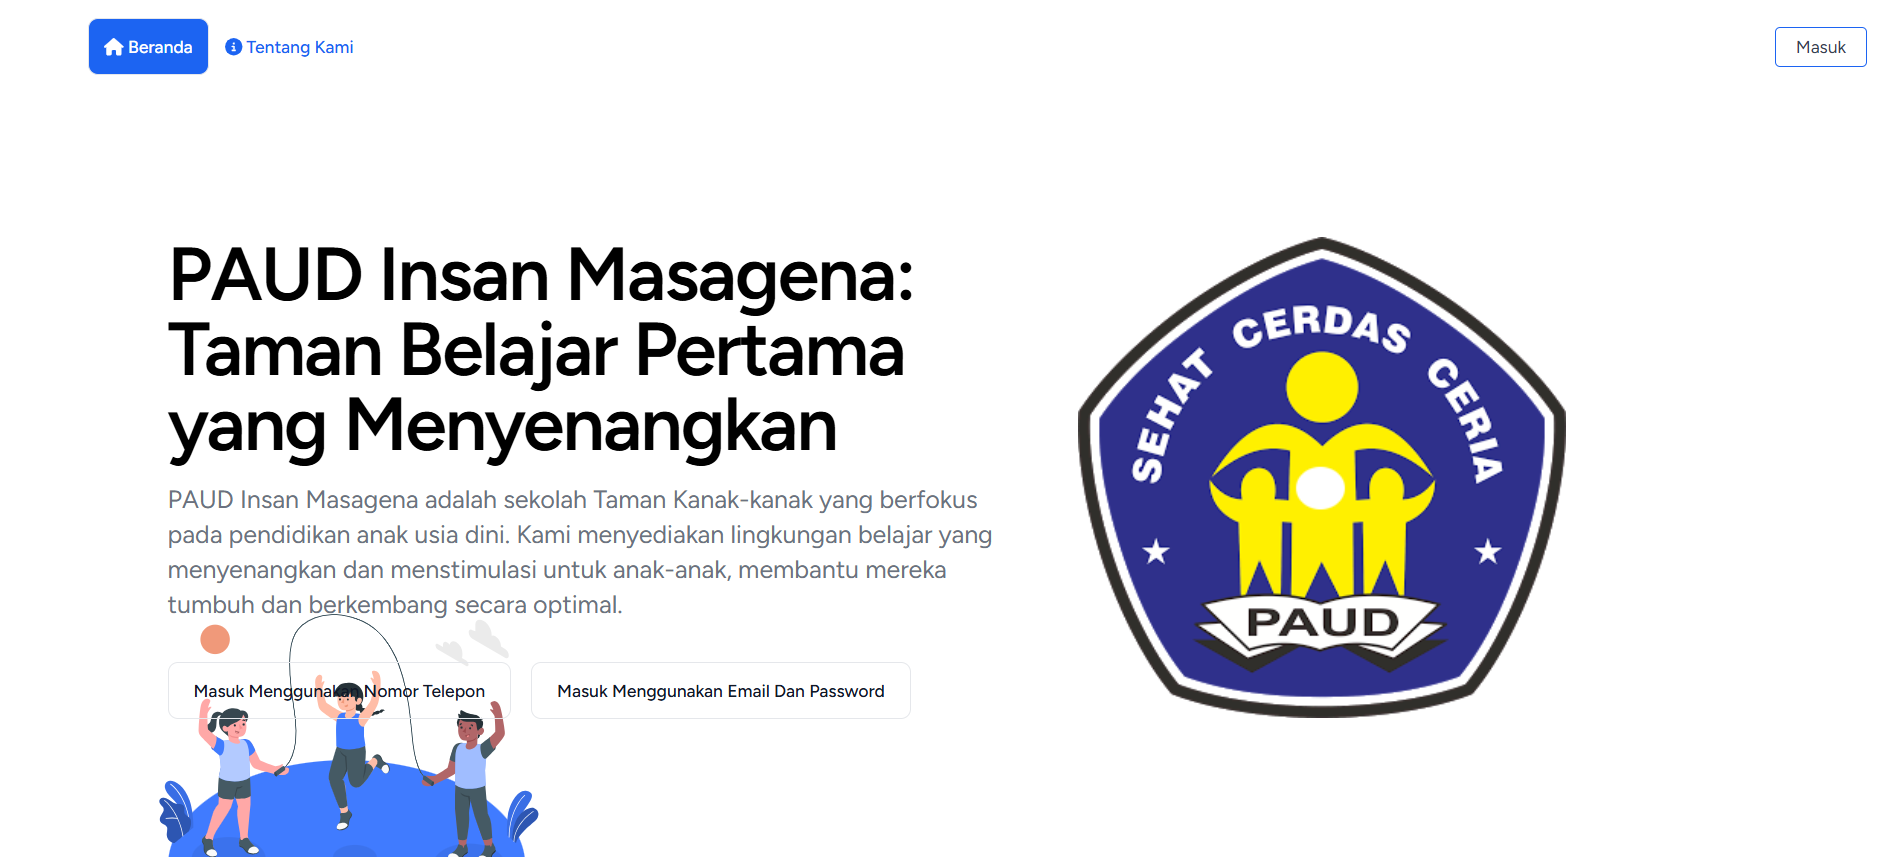 Beranda
Tentang Kami
Masuk
PAUD Insan Masagena:
Taman Belajar Pertama
yang Menyenangkan
PAUD Insan Masagena adalah sekolah Taman Kanak-kanak yang berfokus
pada pendidikan anak usia dini. Kami menyediakan lingkungan belajar yang
menyenangkan dan menstimulasi untuk anak-anak, membantu mereka
tumbuh dan berkembang secara optimal.
Masuk Menggunakan Nomor Telepon
Masuk Menggunakan Email Dan Password
SEHAT CERDAS CERIA
PAUD